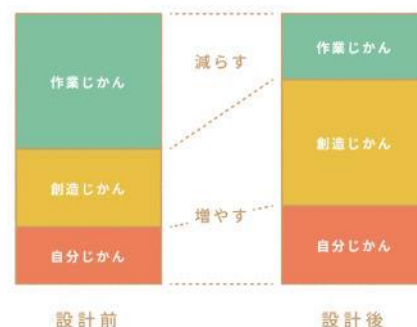 作業じかん
創造じかん
自分じかん
設計前
減らす
増やす
作業じかん
創造じかん
自分じかん
設計後